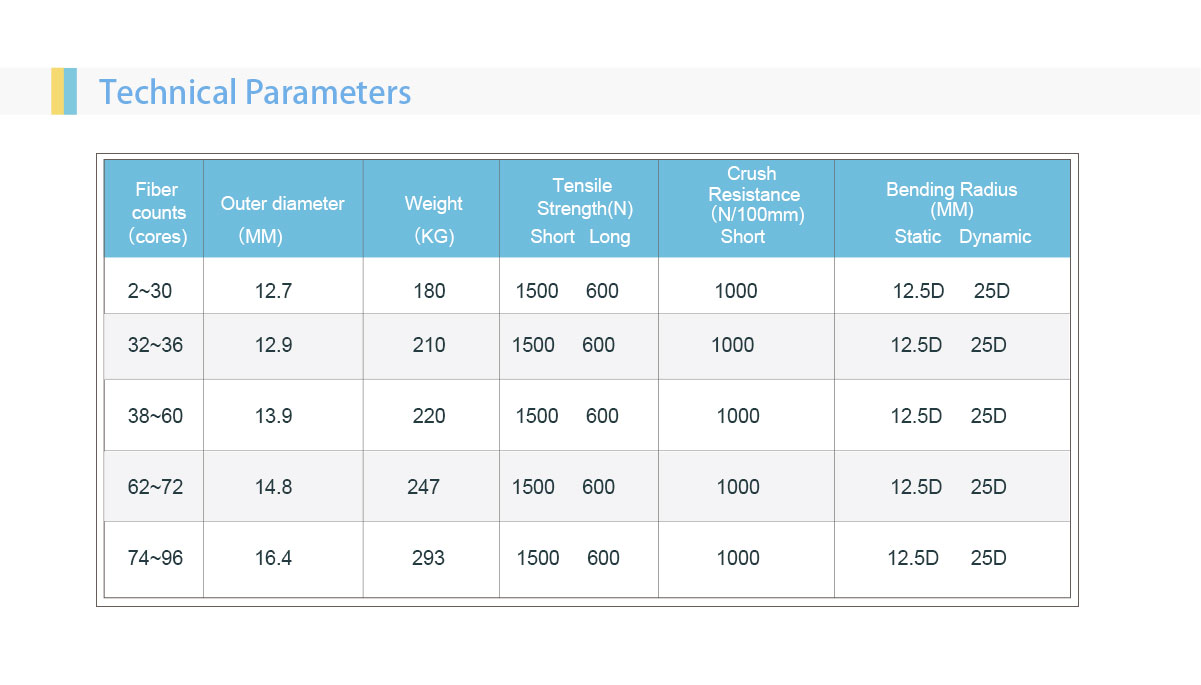 Technical Parameters
Fiber counts (cores) Outer diameter (MM) Weight (KG) Tensile Strength(N) Short Long Crush Resistance (N/100mm) Short Bending Radius (MM) Static Dynamic
2~30 12.7 180 1500 600 1000 12.5D 25D
32~36 12.9 210 1500 600 1000 12.5D 25D
38~60 13.9 220 1500 600 1000 12.5D 25D
62~72 14.8 247 1500 600 1000 12.5D 25D
74~96 16.4 293 1500 600 1000 12.5D 25D